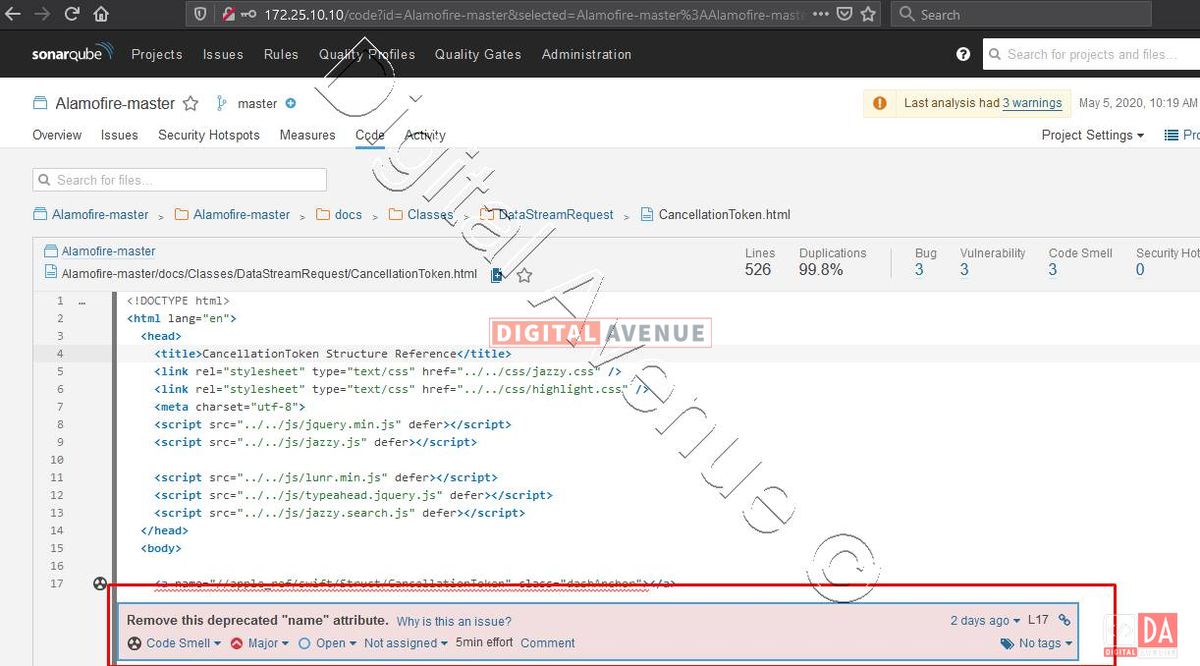 172.25.10.10/code?id=Alamofire-master&selected=Alamofire-master%3AAlamofire-maste
Search
sonarqube Projects Issues Rules Quality Profiles Quality Gates Administration
Search for projects and files...
Alamofire-master master
Last analysis had 3 warnings May 5, 2020, 10:19 AM
Overview Issues Security Hotspots Measures Code Activity
Project Settings
Search for files...
Alamofire-master > Alamofire-master > docs > Classes > DataStreamRequest > CancellationToken.html
Alamofire-master
Alamofire-master/docs/Classes/DataStreamRequest/CancellationToken.html
Lines Duplications Bug Vulnerability Code Smell Security Hot
526 99.8% 3 3 3 0
1 … <!DOCTYPE html>
2 <html lang="en">
3 <head>
4 <title>CancellationToken Structure Reference</title>
5 <link rel="stylesheet" type="text/css" href="../../css/jazzy.css" />
6 <link rel="stylesheet" type="text/css" href="../../css/highlight.css" />
7 <meta charset="utf-8">
8 <script src="../../js/jquery.min.js" defer></script>
9 <script src="../../js/jazzy.js" defer></script>
10
11 <script src="../../js/lunr.min.js" defer></script>
12 <script src="../../js/typeahead.jquery.js" defer></script>
13 <script src="../../js/jazzy.search.js" defer></script>
14 </head>
15 <body>
16
17 <a name="//apple_ref/swift/Struct/CancellationToken" class="dashAnchor"></a>
Remove this deprecated "name" attribute. Why is this an issue?
2 days ago L17
Code Smell Major Open Not assigned 5min effort Comment
No tags
Digital Avenue ©
DIGITAL AVENUE
DA
DIGITAL AVENUE